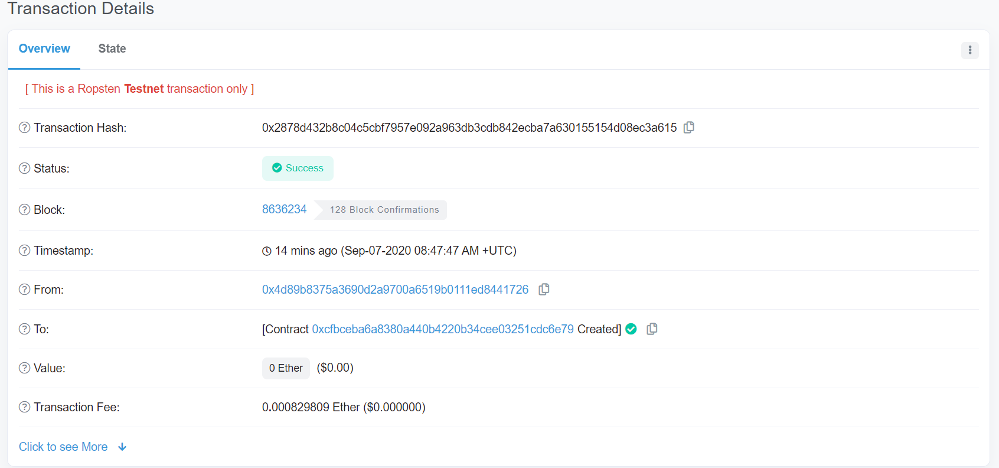 Transaction Details
Overview State
[ This is a Ropsten Testnet transaction only ]
Transaction Hash: 0x2878d432b8c04c5cbf7957e092a963db3cdb842ecba7a630155154d08ec3a615
Status: Success
Block: 8636234 128 Block Confirmations
Timestamp: 14 mins ago (Sep-07-2020 08:47:47 AM +UTC)
From: 0x4d89b8375a3690d2a9700a6519b0111ed8441726
To: [Contract 0xcfbceba6a8380a440b4220b34cee03251cdc6e79 Created]
Value: 0 Ether ($0.00)
Transaction Fee: 0.000829809 Ether ($0.000000)
Click to see More